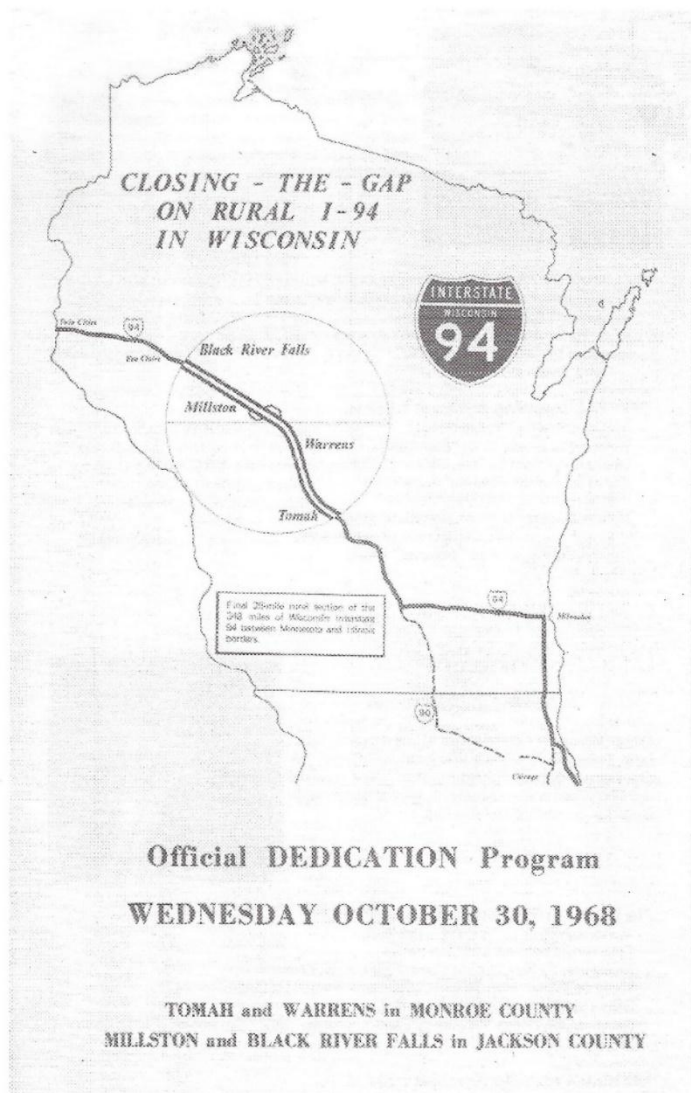 CLOSING - THE - GAP
ON RURAL I-94
IN WISCONSIN
INTERSTATE
WISCONSIN
94
Twin Cities
94
Eau Claire
Black River Falls
Millston
Warrens
Tomah
Final 28-mile rural section of the
348 miles of Wisconsin Interstate
94 between Minnesota and Illinois
borders.
94
Milwaukee
90
Chicago
Official DEDICATION Program
WEDNESDAY OCTOBER 30, 1968
TOMAH and WARRENS in MONROE COUNTY
MILLSTON and BLACK RIVER FALLS in JACKSON COUNTY